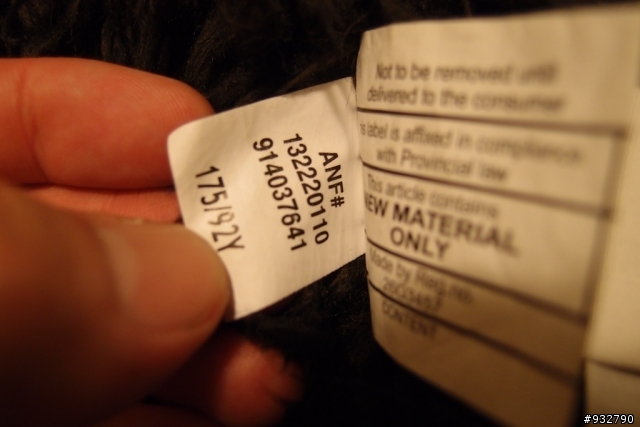 ANF#
132220110
914037641
175/92Y
Not to be removed until
delivered to the consumer
label is affixed in compliance
with Provincial law
This article contains
NEW MATERIAL
ONLY
Made by Reg.no.
CONTENT
#932790